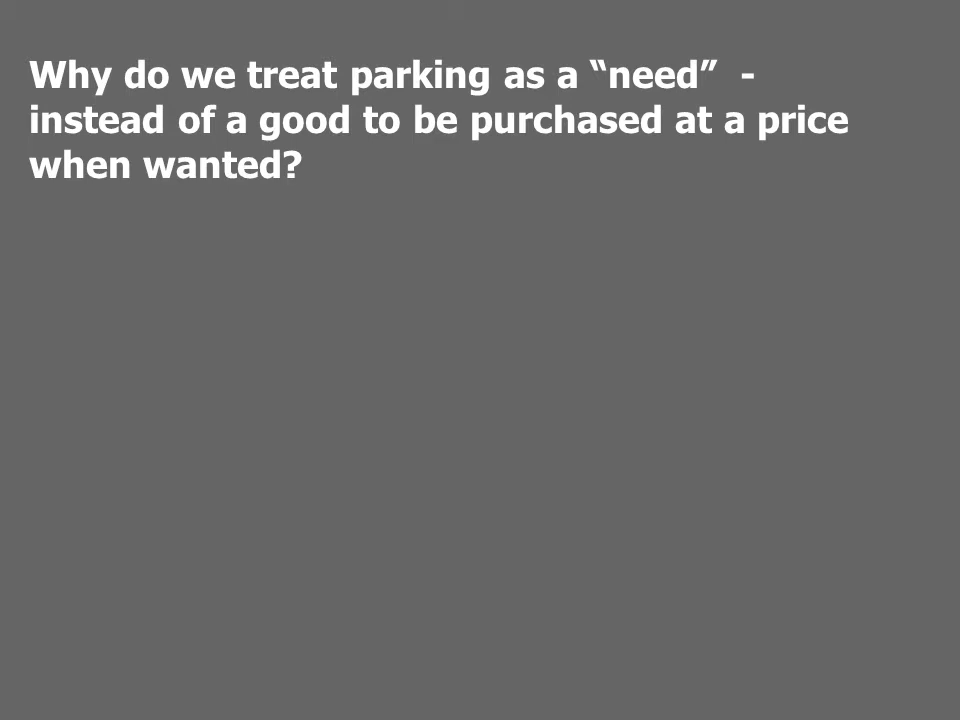 Why do we treat parking as a “need”  -
instead of a good to be purchased at a price
when wanted?